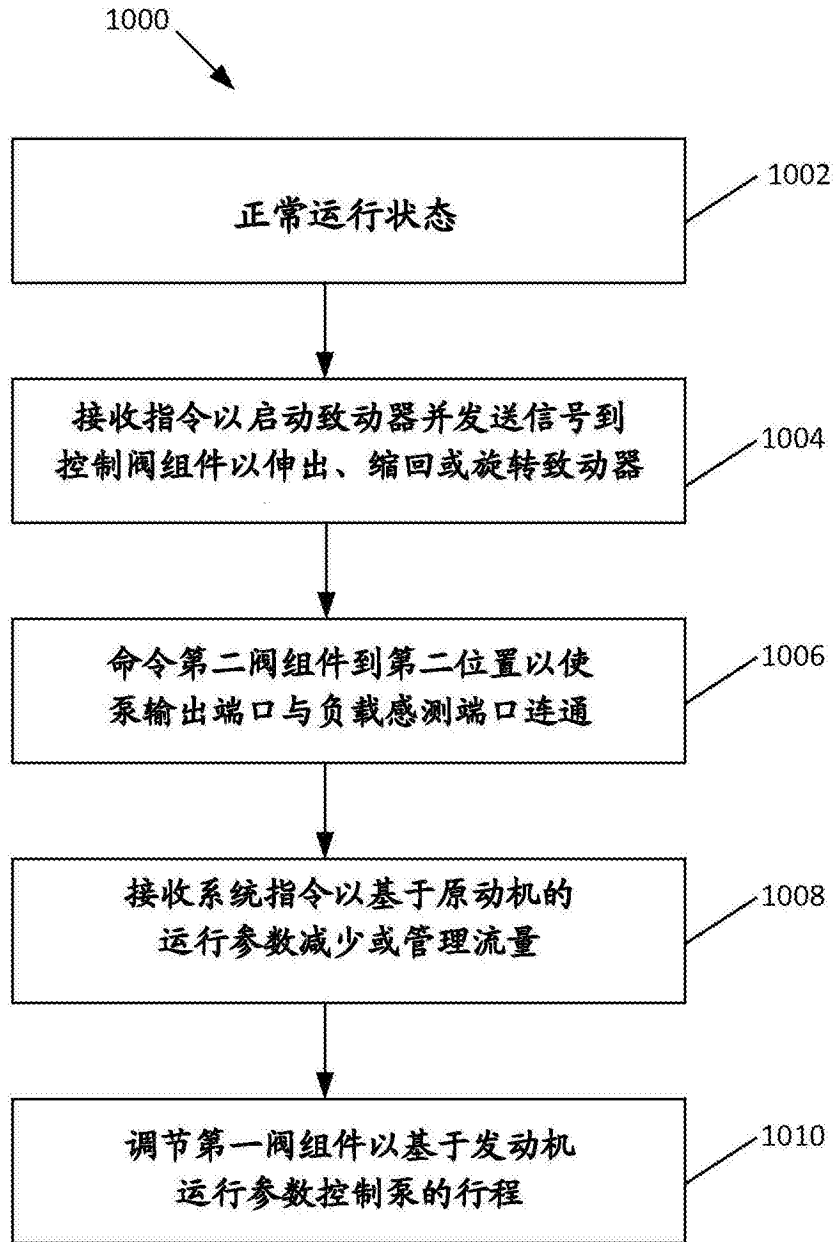 1000
正常运行状态
1002
接收指令以启动致动器并发送信号到
控制阀组件以伸出、缩回或旋转致动器
1004
命令第二阀组件到第二位置以使
泵输出端口与负载感测端口连通
1006
接收系统指令以基于原动机的
运行参数减少或管理流量
1008
调节第一阀组件以基于发动机
运行参数控制泵的行程
1010